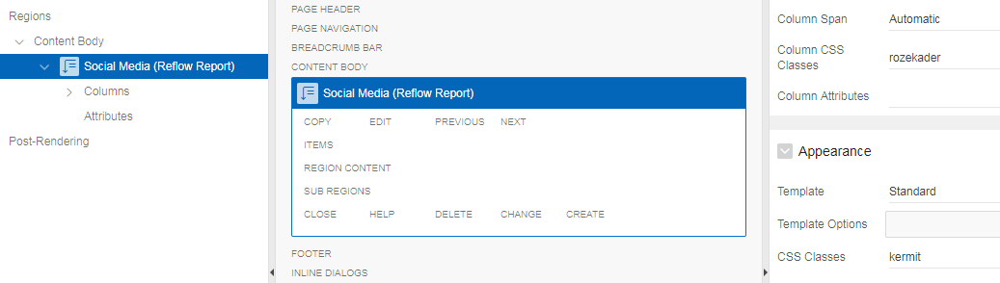 Regions
Content Body
Social Media (Reflow Report)
Columns
Attributes
Post-Rendering
PAGE HEADER
PAGE NAVIGATION
BREADCRUMB BAR
CONTENT BODY
Social Media (Reflow Report)
COPY EDIT PREVIOUS NEXT
ITEMS
REGION CONTENT
SUB REGIONS
CLOSE HELP DELETE CHANGE CREATE
FOOTER
INLINE DIALOGS
Column Span Automatic
Column CSS
Classes rozekader
Column Attributes
Appearance
Template Standard
Template Options
CSS Classes kermit